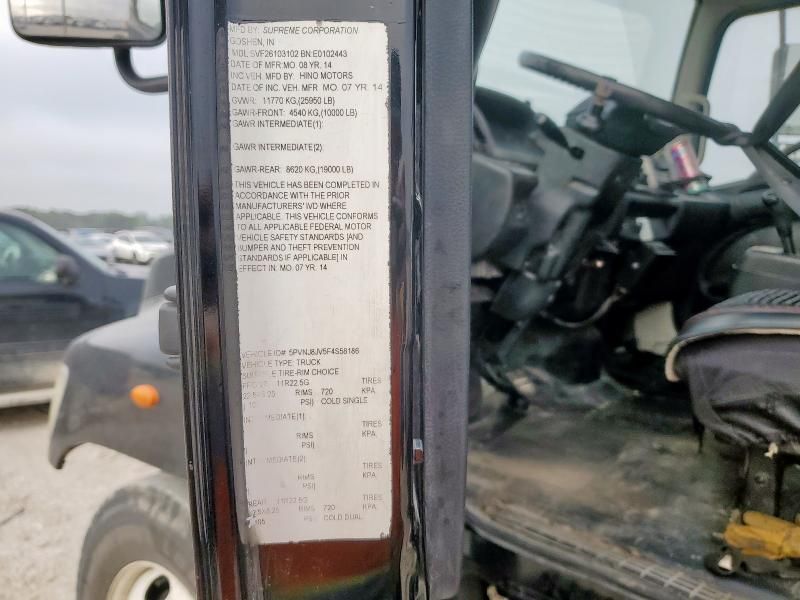 MFD BY: SUPREME CORPORATION
GOSHEN, IN
MDL SVF26103102 BN:E0102443
DATE OF MFR: MO. 08 YR. 14
INC VEH. MFD BY: HINO MOTORS
DATE OF INC. VEH. MFR MO. 07 YR. 14
GVWR: 11770 KG,(25950 LB)
GAWR-FRONT: 4540 KG,(10000 LB)
GAWR INTERMEDIATE(1):
GAWR INTERMEDIATE(2):
GAWR-REAR: 8620 KG,(19000 LB)
THIS VEHICLE HAS BEEN COMPLETED IN
ACCORDANCE WITH THE PRIOR
MANUFACTURERS' IVD WHERE
APPLICABLE. THIS VEHICLE CONFORMS
TO ALL APPLICABLE FEDERAL MOTOR
VEHICLE SAFETY STANDARDS [AND
BUMPER AND THEFT PREVENTION
STANDARDS IF APPLICABLE] IN
EFFECT IN: MO. 07 YR. 14
VEHICLE ID# 5PVNJ8JV5F4S58186
VEHICLE TYPE: TRUCK
TIRE-RIM CHOICE
11R22.5G TIRES
RIMS 720 KPA,
PSI) COLD SINGLE
MEDIATE(1): TIRES
RIMS KPA,
PSI)
MEDIATE(2): TIRES
RIMS KPA,
PSI)
REAR 11R22.5G TIRES
RIMS 720 KPA,
COLD DUAL